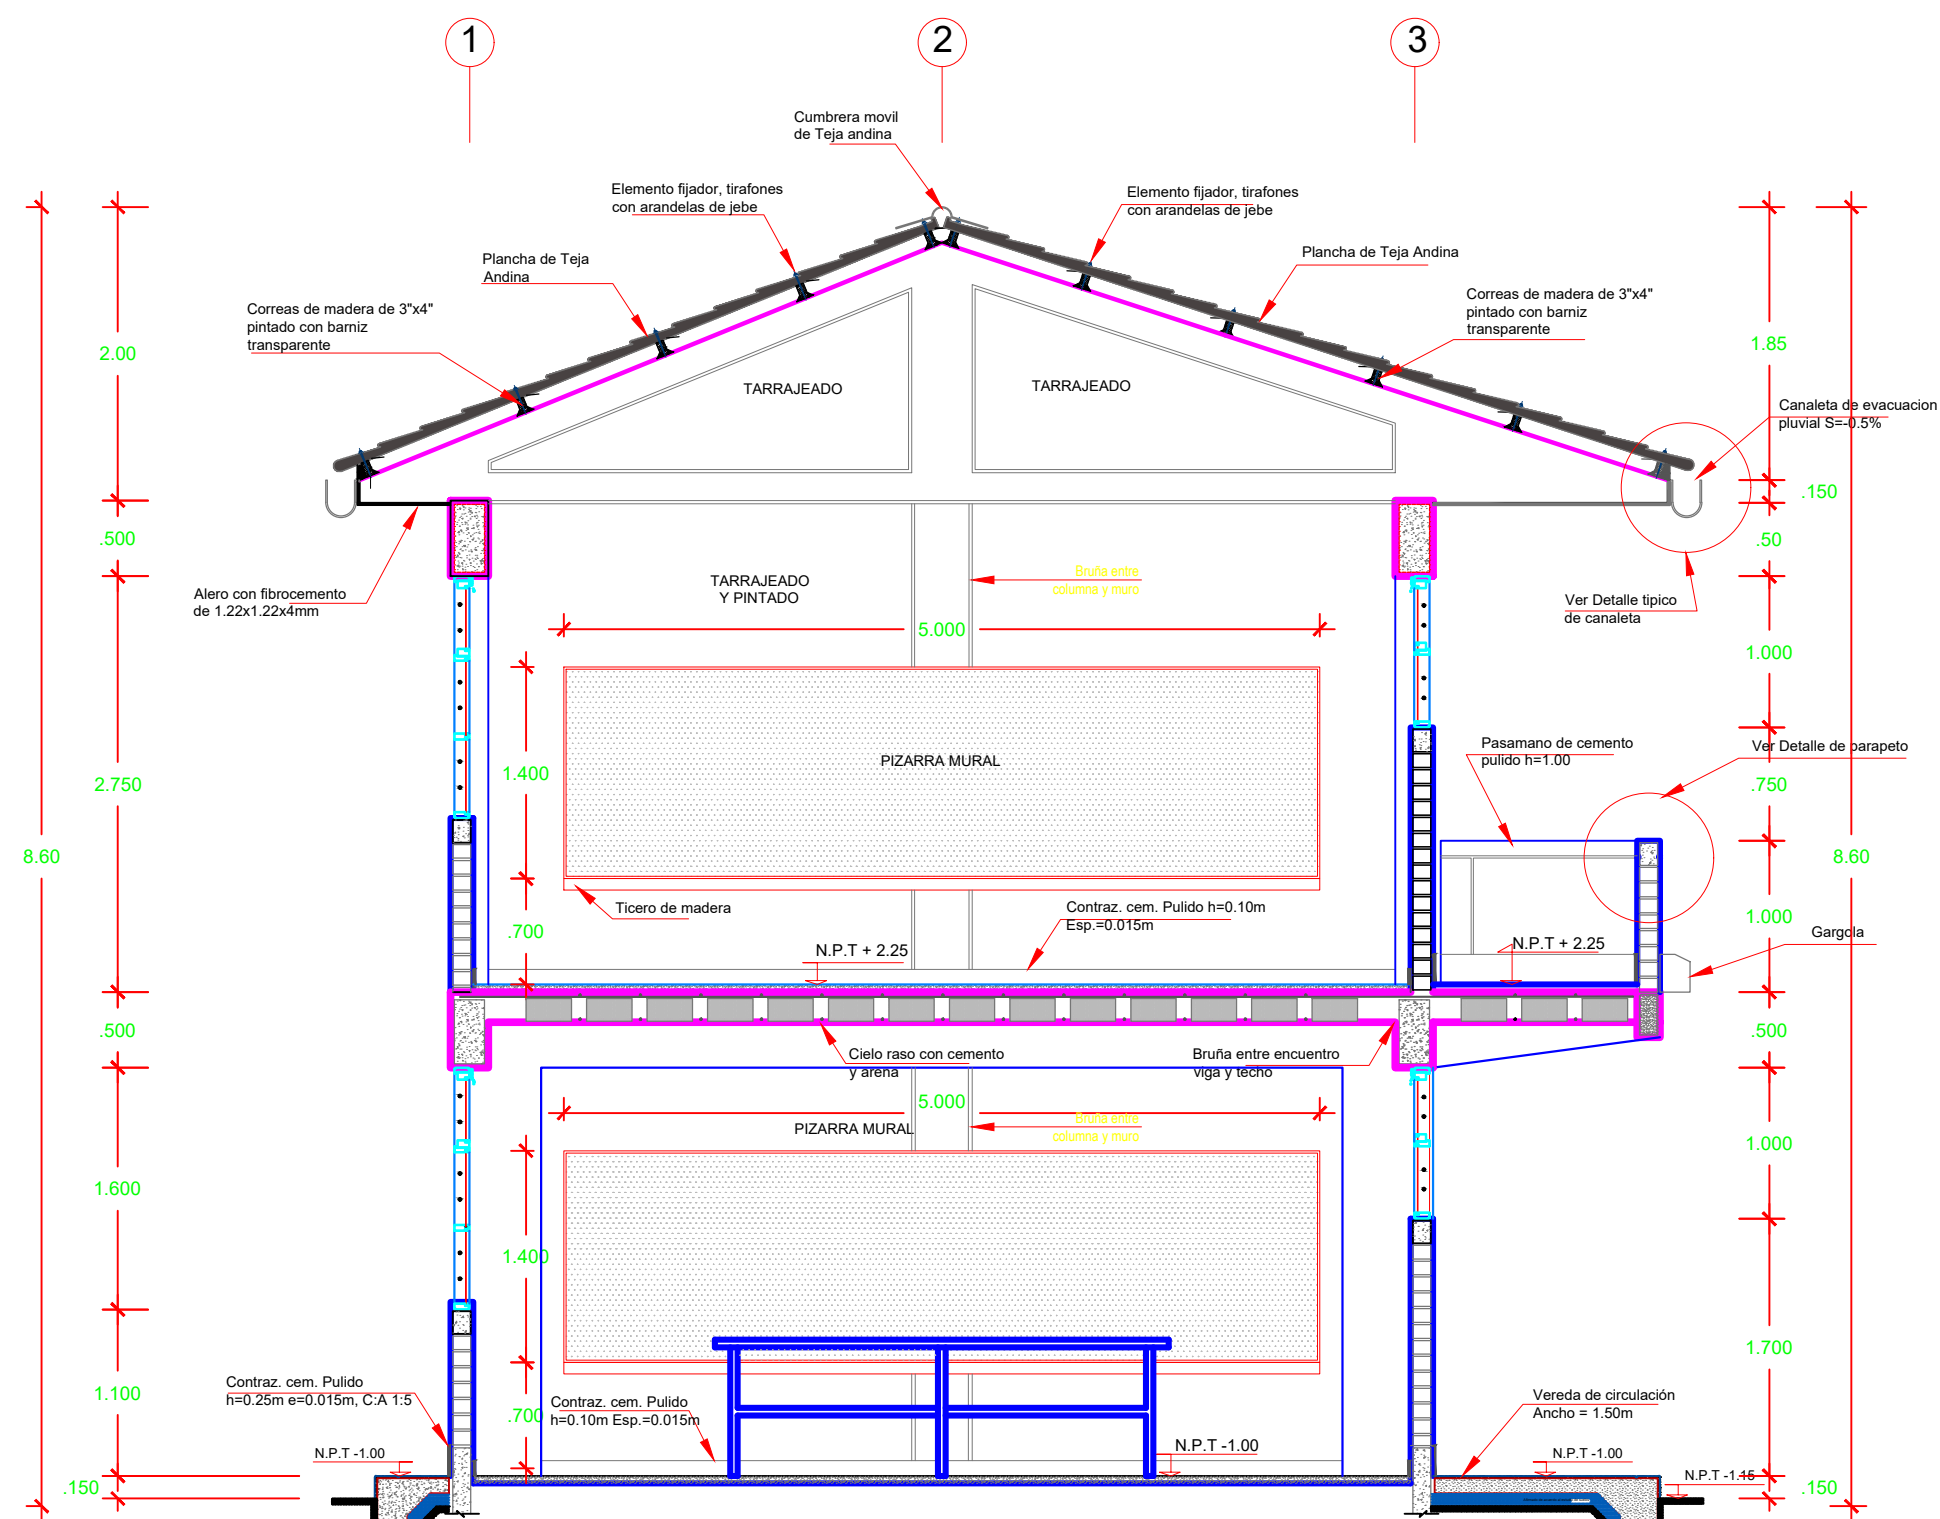 1
2
3
Cumbrera movil
de Teja andina
Elemento fijador, tirafones
con arandelas de jebe
Elemento fijador, tirafones
con arandelas de jebe
Plancha de Teja
Andina
Plancha de Teja Andina
Correas de madera de 3"x4"
pintado con barniz
transparente
Correas de madera de 3"x4"
pintado con barniz
transparente
2.00
1.85
TARRAJEADO
TARRAJEADO
Canaleta de evacuacion
pluvial S=-0.5%
.150
.500
.50
Alero con fibrocemento
de 1.22x1.22x4mm
TARRAJEADO
Y PINTADO
Bruña entre
columna y muro
Ver Detalle tipico
de canaleta
5.000
1.000
PIZARRA MURAL
1.400
2.750
Pasamano de cemento
pulido h=1.00
Ver Detalle de parapeto
.750
8.60
8.60
Ticero de madera
Contraz. cem. Pulido h=0.10m
Esp.=0.015m
1.000
.700
N.P.T + 2.25
N.P.T + 2.25
Gargola
.500
Cielo raso con cemento
y arena
Bruña entre encuentro
viga y techo
.500
5.000
PIZARRA MURAL
Bruña entre
columna y muro
1.000
1.600
1.400
1.700
1.100
Contraz. cem. Pulido
h=0.25m e=0.015m, C:A 1:5
Contraz. cem. Pulido
h=0.10m Esp.=0.015m
.700
Vereda de circulación
Ancho = 1.50m
N.P.T -1.00
N.P.T -1.00
N.P.T -1.00
N.P.T -1.15
.150
.150